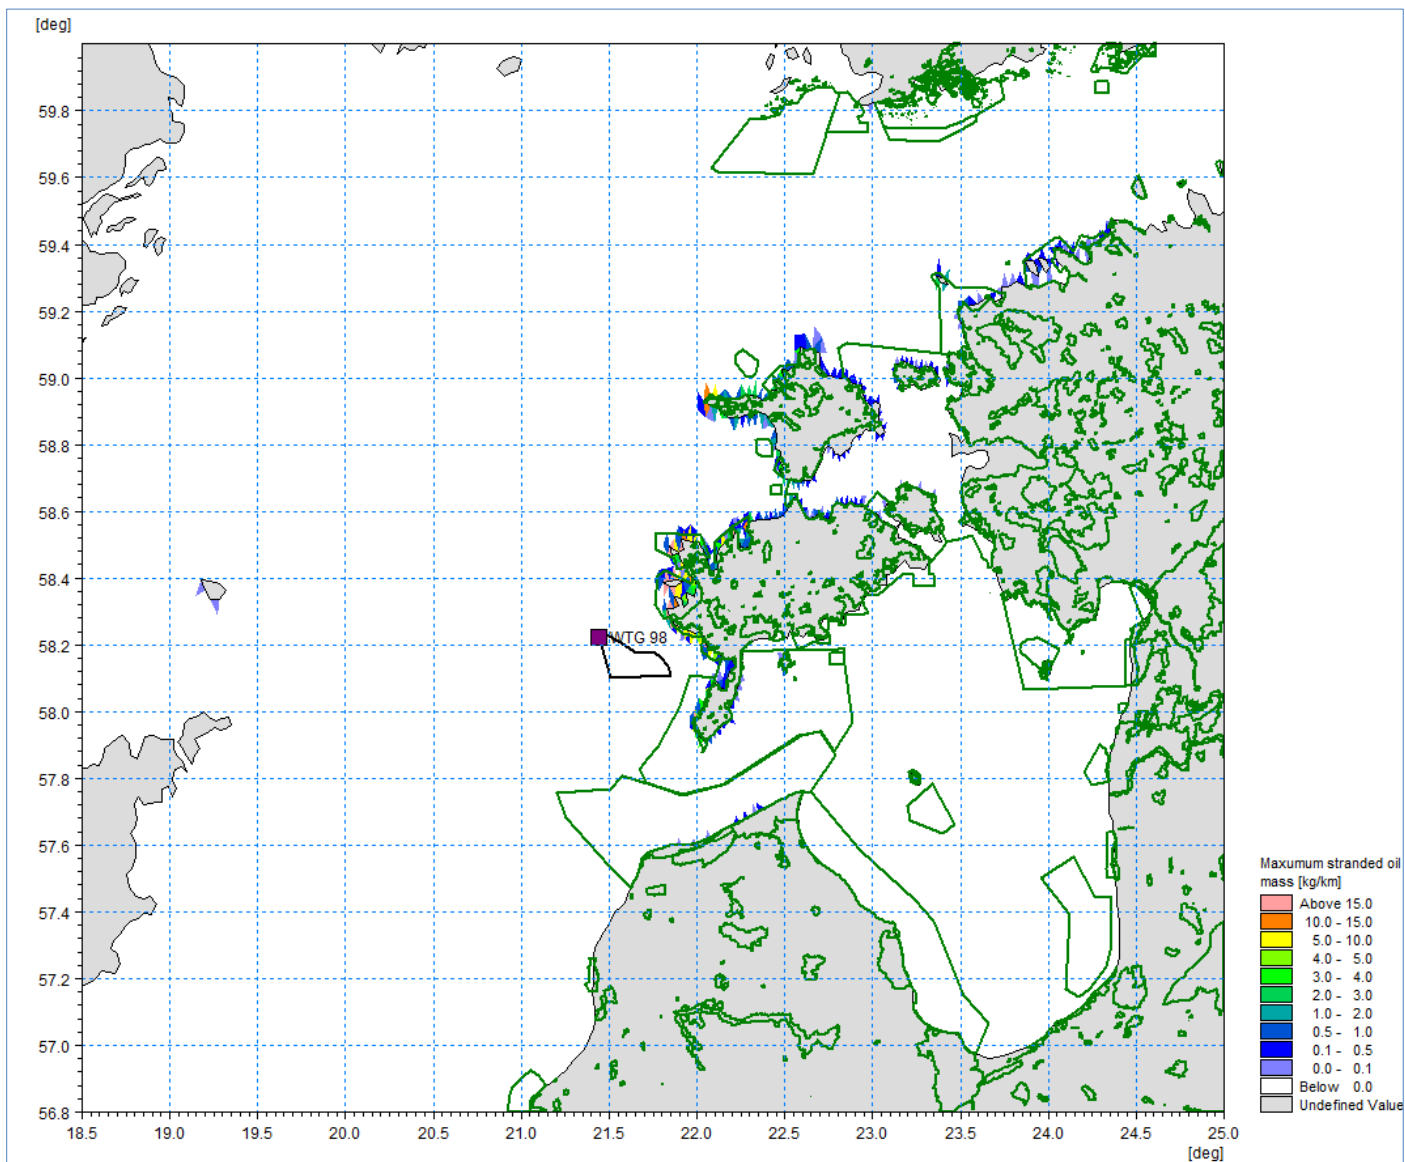 [deg]
59.8
59.6
59.4
59.2
59.0
58.8
58.6
58.4
58.2
58.0
57.8
57.6
57.4
57.2
57.0
56.8
WTG 98
18.5 19.0 19.5 20.0 20.5 21.0 21.5 22.0 22.5 23.0 23.5 24.0 24.5 25.0
[deg]
Maxumum stranded oil
mass [kg/km]
Above 15.0
10.0 - 15.0
5.0 - 10.0
4.0 - 5.0
3.0 - 4.0
2.0 - 3.0
1.0 - 2.0
0.5 - 1.0
0.1 - 0.5
0.0 - 0.1
Below 0.0
Undefined Value